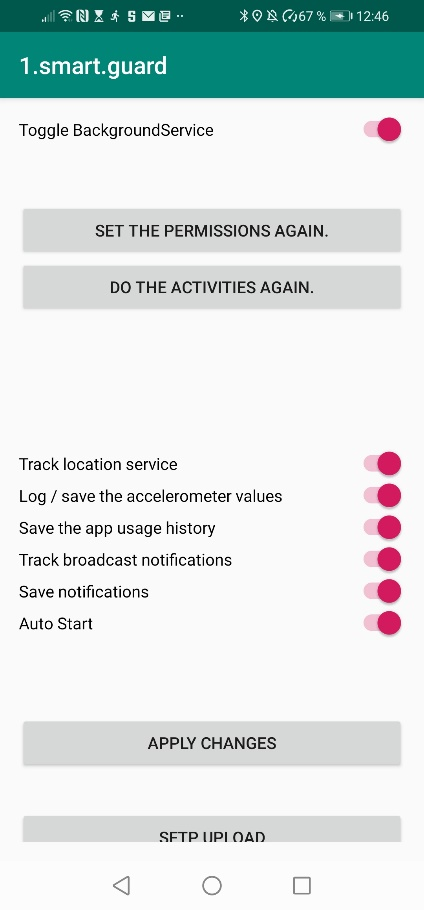 67 % 12:46
1.smart.guard
Toggle BackgroundService
SET THE PERMISSIONS AGAIN.
DO THE ACTIVITIES AGAIN.
Track location service
Log / save the accelerometer values
Save the app usage history
Track broadcast notifications
Save notifications
Auto Start
APPLY CHANGES
SFTP UPLOAD